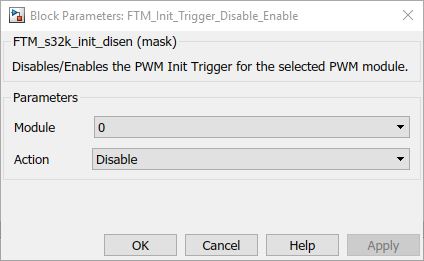 Block Parameters: FTM_Init_Trigger_Disable_Enable
FTM_s32k_init_disen (mask)
Disables/Enables the PWM Init Trigger for the selected PWM module.
Parameters
Module 0
Action Disable
OK Cancel Help Apply